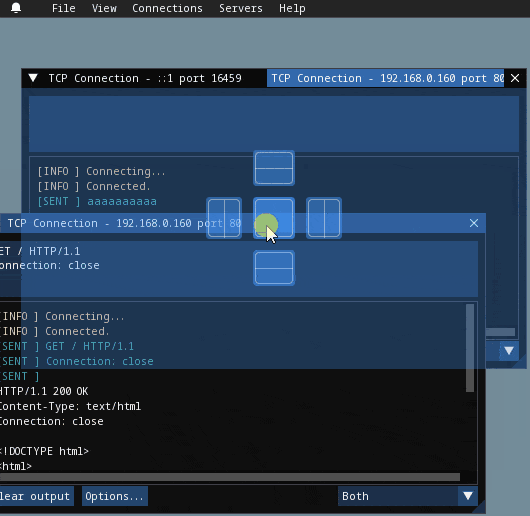 File View Connections Servers Help
TCP Connection - ::1 port 16459
TCP Connection - 192.168.0.160 port 80
[INFO ] Connecting...
[INFO ] Connected.
[SENT ] aaaaaaaaaa
TCP Connection - 192.168.0.160 port 80
ET / HTTP/1.1
onnection: close
[INFO ] Connecting...
[INFO ] Connected.
[SENT ] GET / HTTP/1.1
[SENT ] Connection: close
[SENT ]
HTTP/1.1 200 OK
Content-Type: text/html
Connection: close
<!DOCTYPE html>
<html>
lear output Options... Both